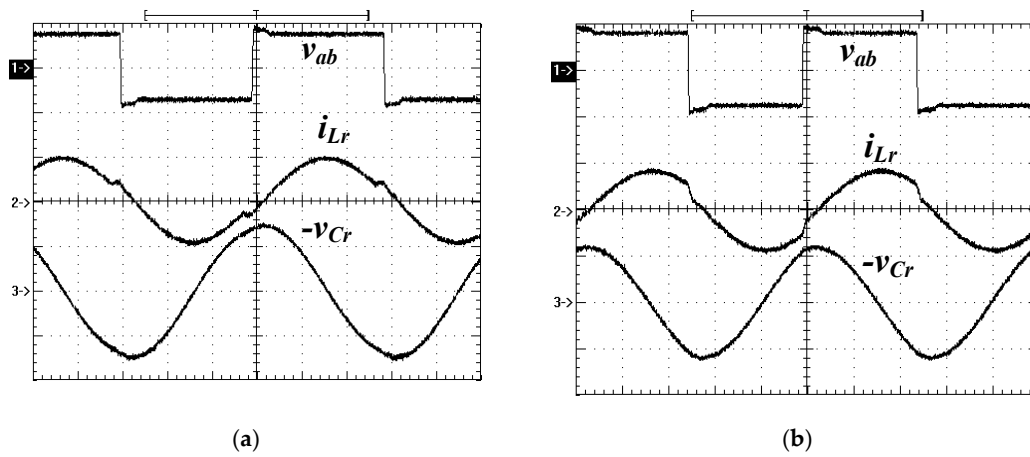 1->
v_ab
i_Lr
2->
-v_Cr
3->
(a)
1->
v_ab
i_Lr
2->
-v_Cr
3->
(b)